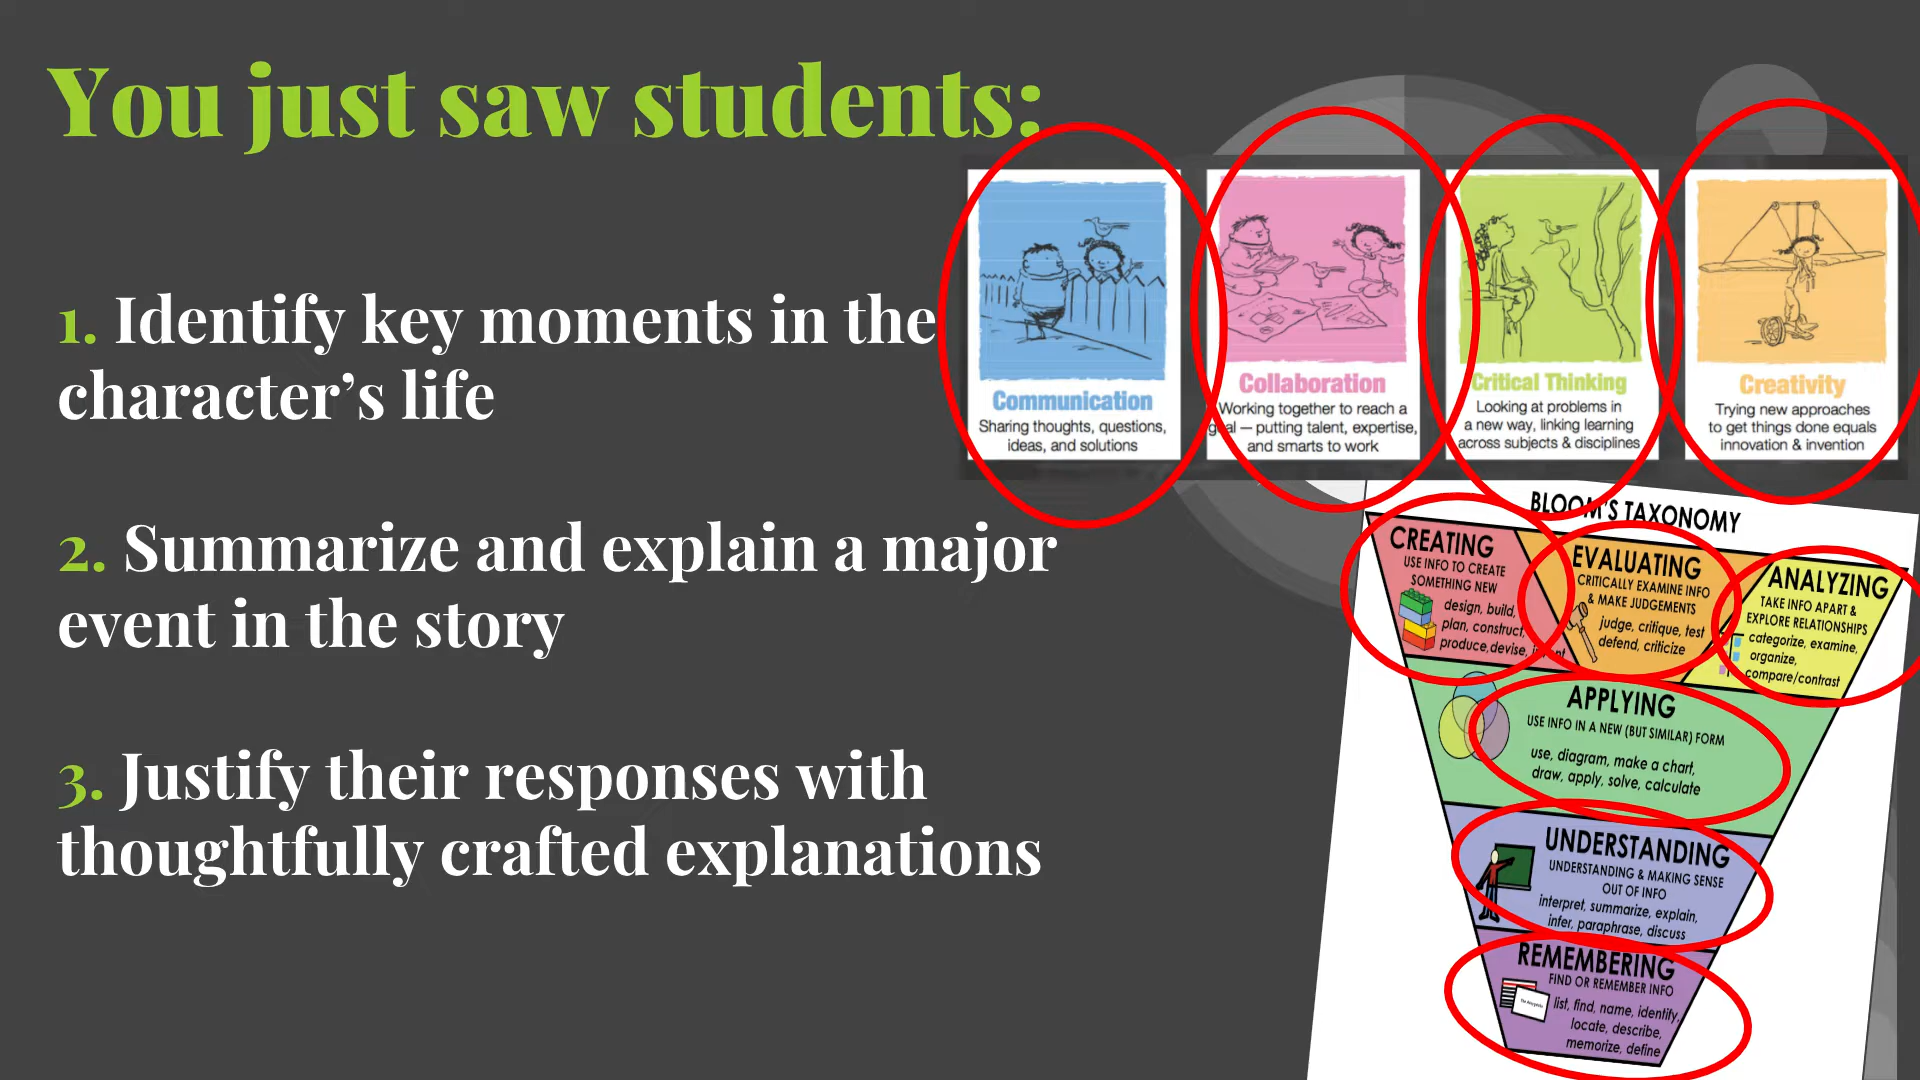 You just saw students:
1. Identify key moments in the
character’s life
2. Summarize and explain a major
event in the story
3. Justify their responses with
thoughtfully crafted explanations
Communication
Sharing thoughts, questions,
ideas, and solutions
Collaboration
Working together to reach a
goal — putting talent, expertise,
and smarts to work
Critical Thinking
Looking at problems in
a new way, linking learning
across subjects & disciplines
Creativity
Trying new approaches
to get things done equals
innovation & invention
BLOOM'S TAXONOMY
CREATING
USE INFO TO CREATE
SOMETHING NEW
design, build,
plan, construct,
produce, devise, invent
EVALUATING
CRITICALLY EXAMINE INFO
& MAKE JUDGEMENTS
judge, critique, test
defend, criticize
ANALYZING
TAKE INFO APART &
EXPLORE RELATIONSHIPS
categorize, examine,
organize,
compare/contrast
APPLYING
USE INFO IN A NEW (BUT SIMILAR) FORM
use, diagram, make a chart,
draw, apply, solve, calculate
UNDERSTANDING
UNDERSTANDING & MAKING SENSE
OUT OF INFO
interpret, summarize, explain,
infer, paraphrase, discuss
REMEMBERING
FIND OR REMEMBER INFO
list, find, name, identify,
locate, describe,
memorize, define